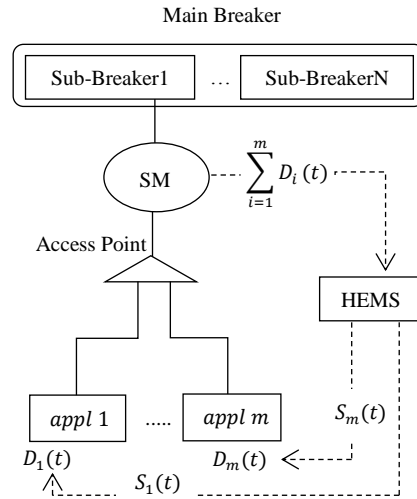 Main Breaker
Sub-Breaker1 … Sub-BreakerN
SM
\sum_{i=1}^{m} D_i(t)
Access Point
HEMS
appl 1 ..... appl m
S_m(t)
D_1(t) D_m(t)
S_1(t)